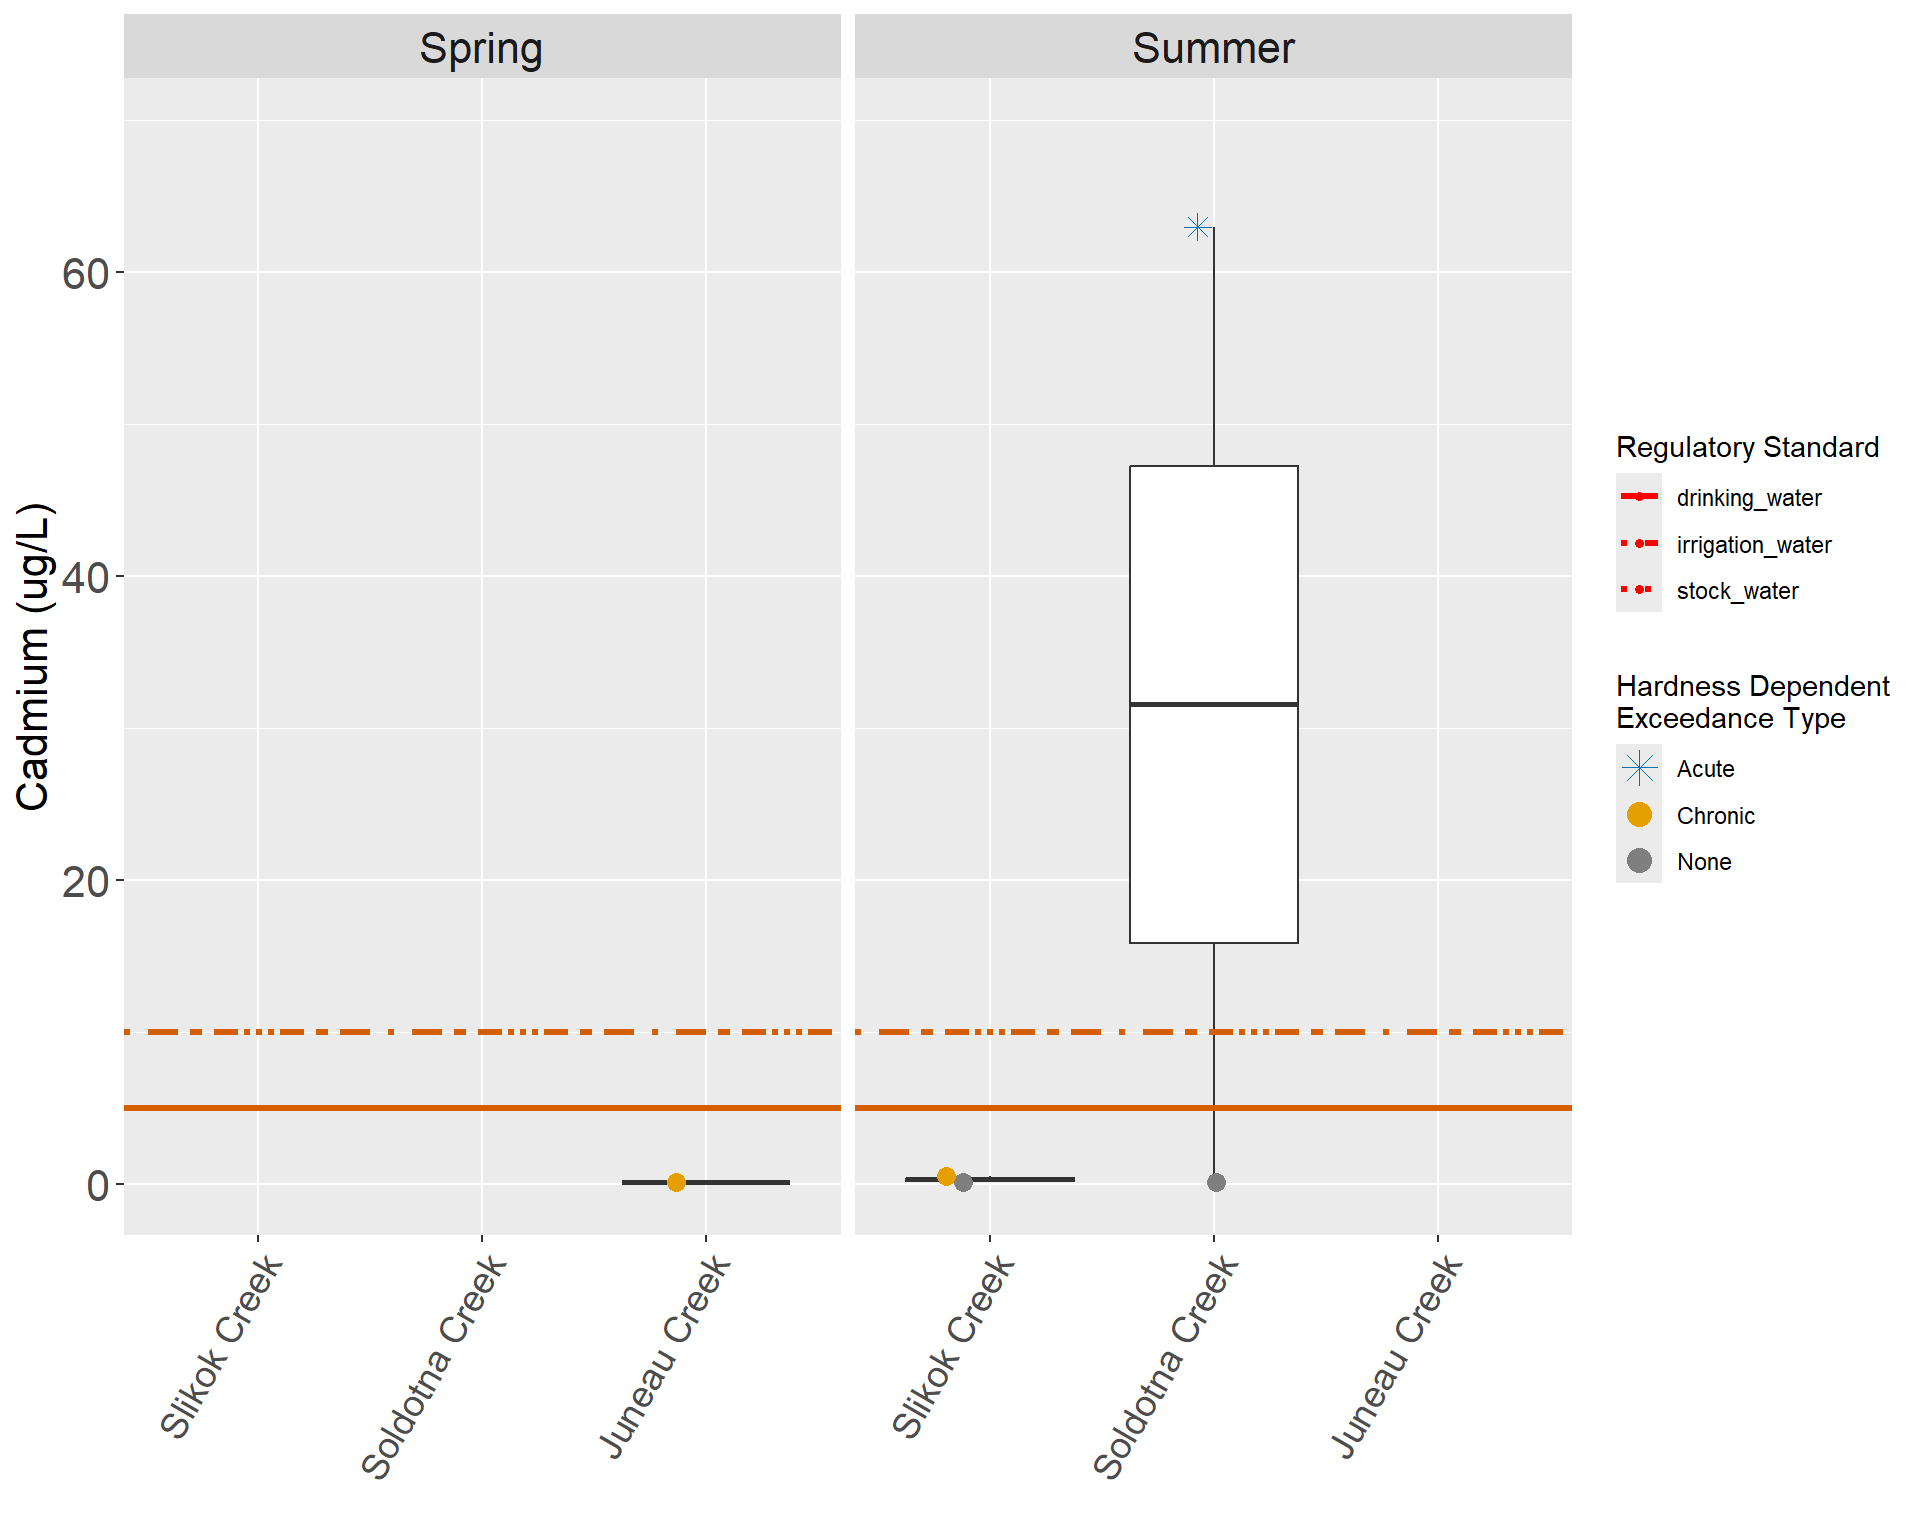 Spring
Summer
Cadmium (ug/L)
60
40
20
0
Slikok Creek
Soldotna Creek
Juneau Creek
Slikok Creek
Soldotna Creek
Juneau Creek
Regulatory Standard
drinking_water
irrigation_water
stock_water
Hardness Dependent
Exceedance Type
Acute
Chronic
None